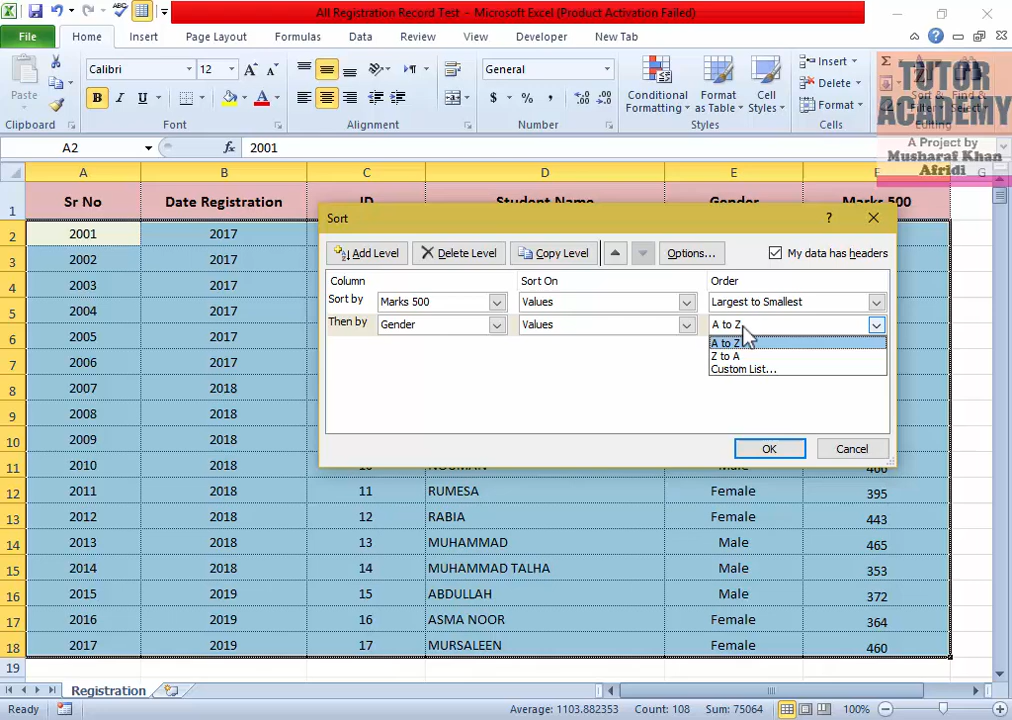 All Registration Record Test – Microsoft Excel (Product Activation Failed)
File Home Insert Page Layout Formulas Data Review View Developer New Tab
Paste
Calibri 12
B I U A
General
$ % ,
Conditional Formatting
Format as Table
Cell Styles
Insert
Delete
Format
Sort & Find &
Filter Select
Clipboard Font Alignment Number Styles Cells Editing
TUTOR
ACADEMY
A Project by
Musharaf Khan
Afridi
A2 fx 2001
A B C D E F G
1 Sr No Date Registration ID Student Name Gender Marks 500
2 2001 2017
3 2002 2017
4 2003 2017
5 2004 2017
6 2005 2017
7 2006 2017
8 2007 2018
9 2008 2018
10 2009 2018
11 2010 2018 10 NOUMAN Male 400
12 2011 2018 11 RUMESA Female 395
13 2012 2018 12 RABIA Female 443
14 2013 2018 13 MUHAMMAD Male 465
15 2014 2018 14 MUHAMMAD TALHA Male 353
16 2015 2019 15 ABDULLAH Male 372
17 2016 2019 16 ASMA NOOR Female 364
18 2017 2019 17 MURSALEEN Female 460
19
Sort
Add Level Delete Level Copy Level Options... My data has headers
Column Sort On Order
Sort by Marks 500 Values Largest to Smallest
Then by Gender Values A to Z
A to Z
Z to A
Custom List...
OK Cancel
Registration
Ready Average: 1103.882353 Count: 108 Sum: 75064 100%